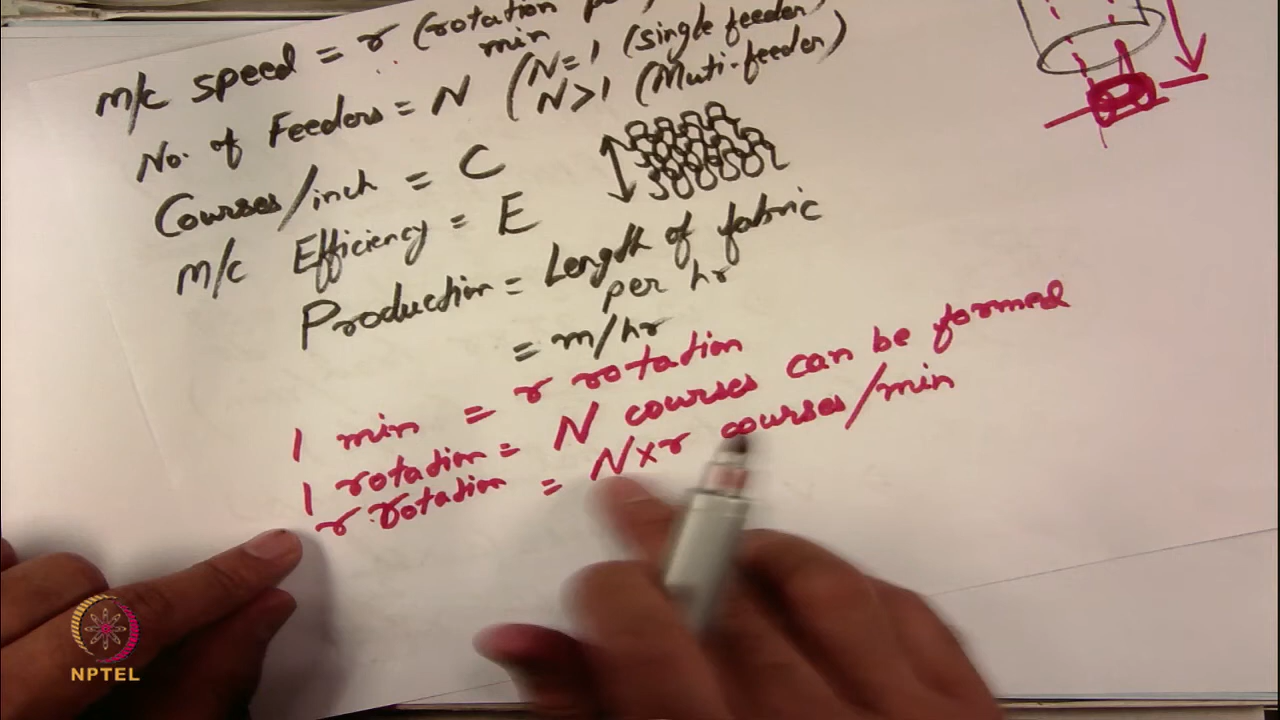 m/c speed = r (rotation per
min
No. of Feeders = N (N=1 (single feeder)
N>1 (Muti-feeder)
Courses/inch = C
m/c Efficiency = E
Production = Length of fabric
per hr
= m/hr
1 min = r rotation
1 rotation = N courses can be formed
r rotation = N×r courses/min
NPTEL